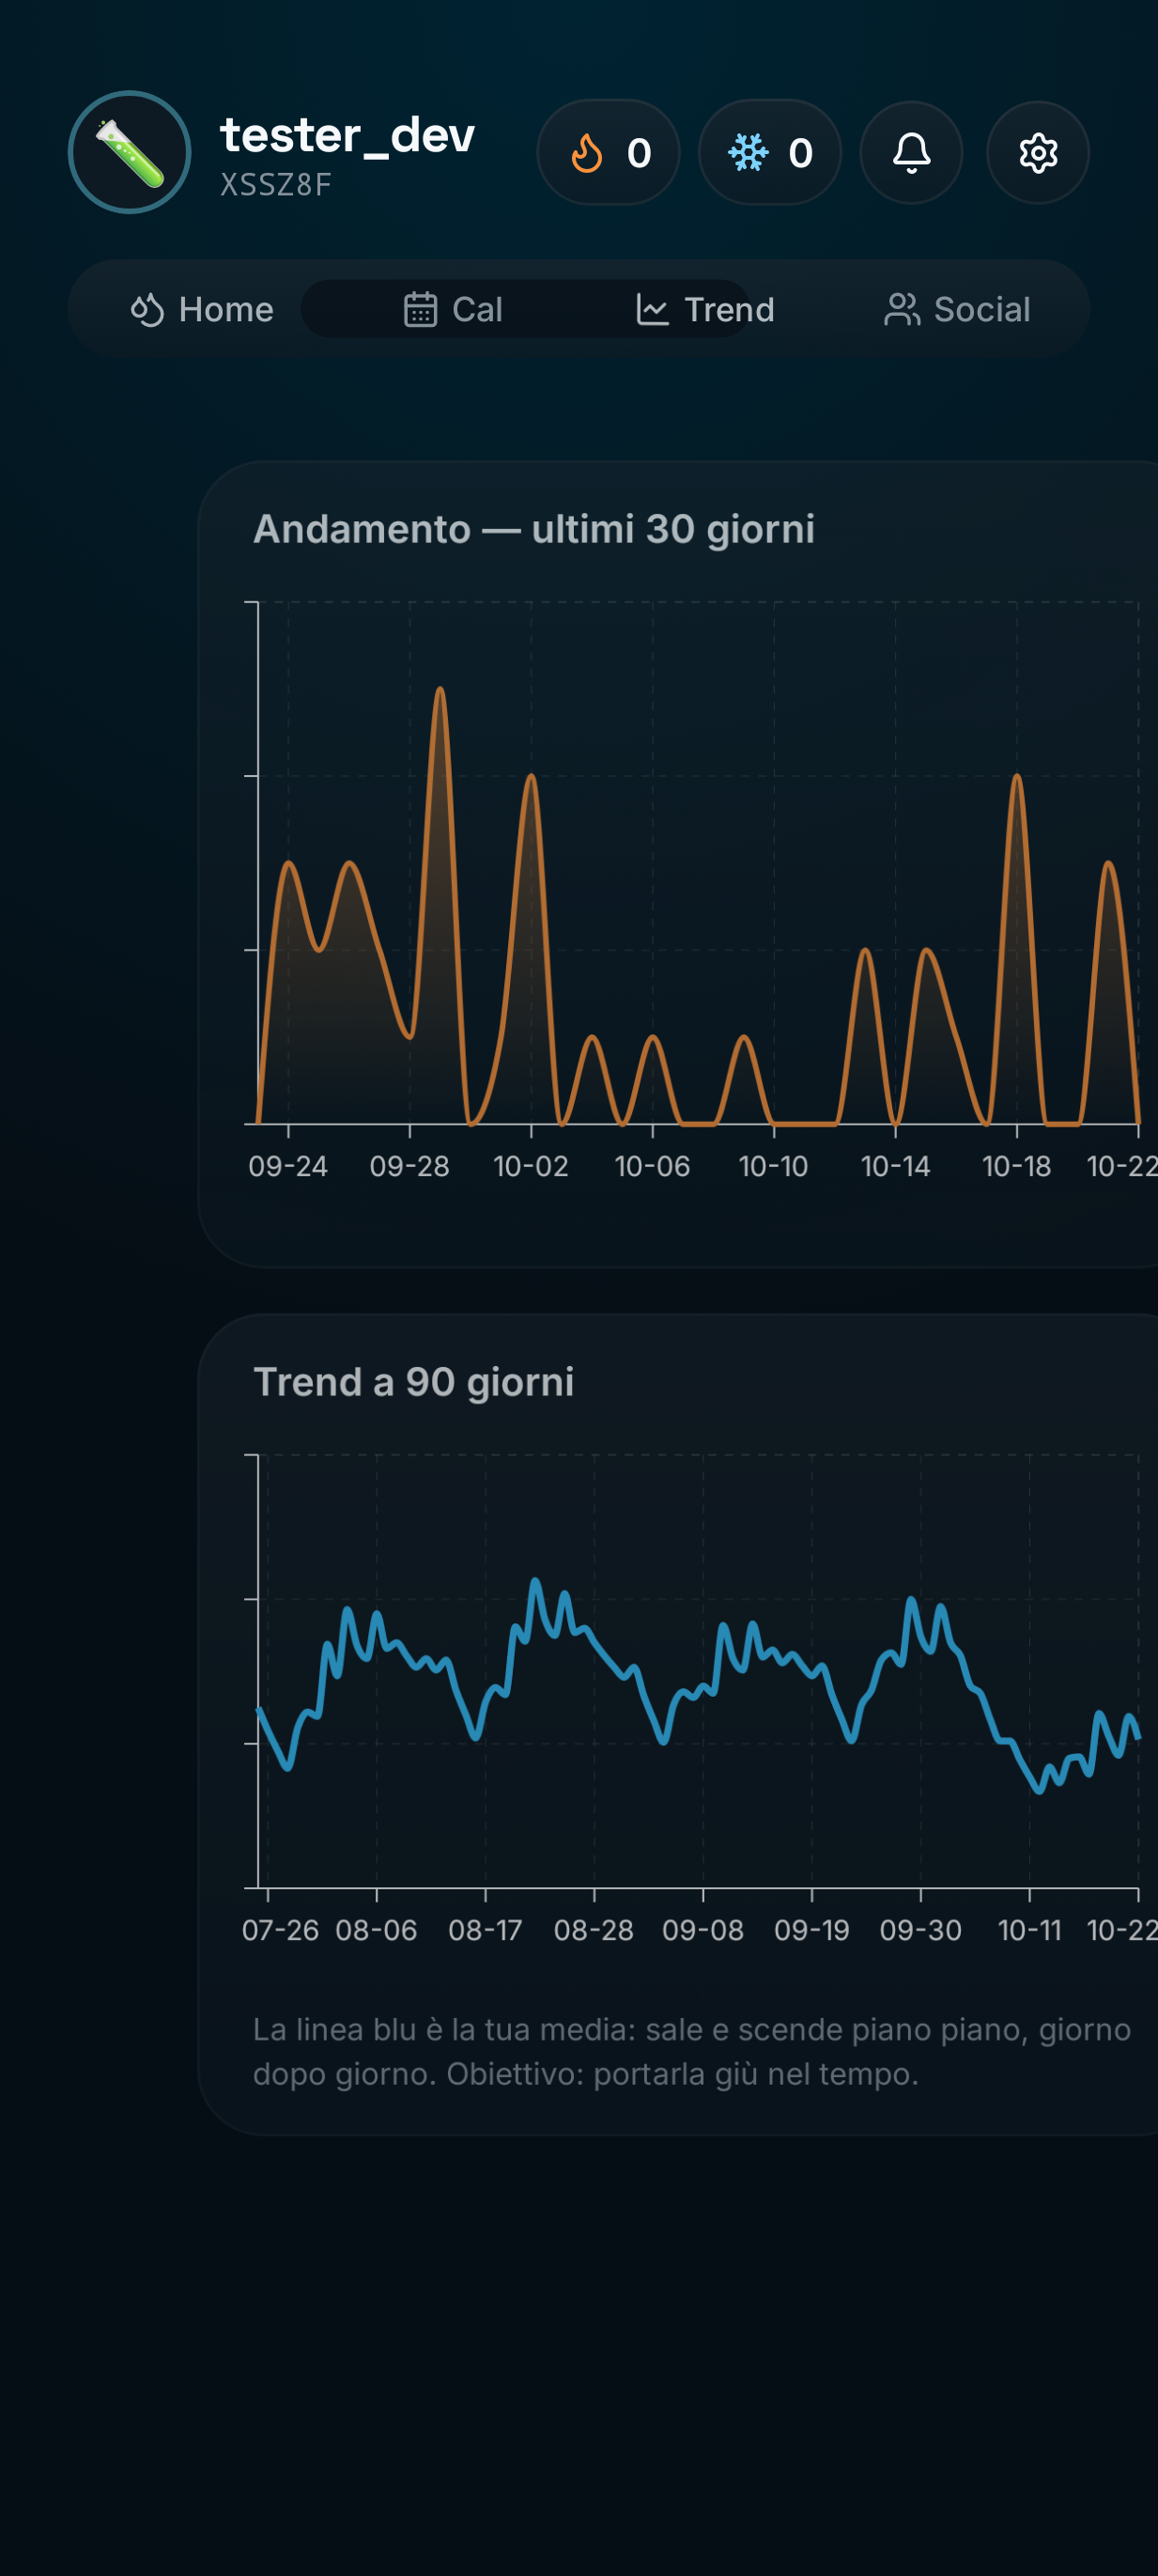 tester_dev
XSSZ8F
0
0
Home
Cal
Trend
Social
Andamento — ultimi 30 giorni
09-24 09-28 10-02 10-06 10-10 10-14 10-18 10-22
Trend a 90 giorni
07-26 08-06 08-17 08-28 09-08 09-19 09-30 10-11 10-22
La linea blu è la tua media: sale e scende piano piano, giorno
dopo giorno. Obiettivo: portarla giù nel tempo.